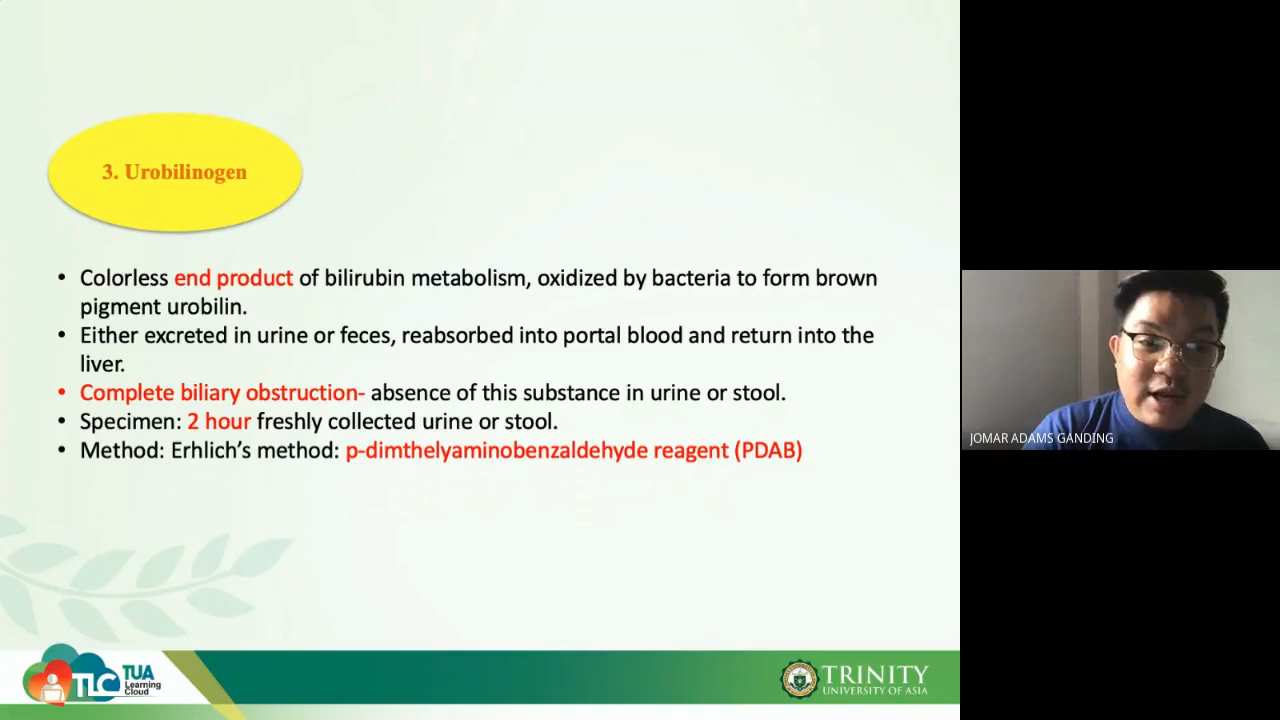 3. Urobilinogen
• Colorless end product of bilirubin metabolism, oxidized by bacteria to form brown
pigment urobilin.
• Either excreted in urine or feces, reabsorbed into portal blood and return into the
liver.
• Complete biliary obstruction- absence of this substance in urine or stool.
• Specimen: 2 hour freshly collected urine or stool.
• Method: Erhlich’s method: p-dimthelyaminobenzaldehyde reagent (PDAB)
JOMAR ADAMS GANDING
TLC TUA
Learning
Cloud
TRINITY
UNIVERSITY OF ASIA